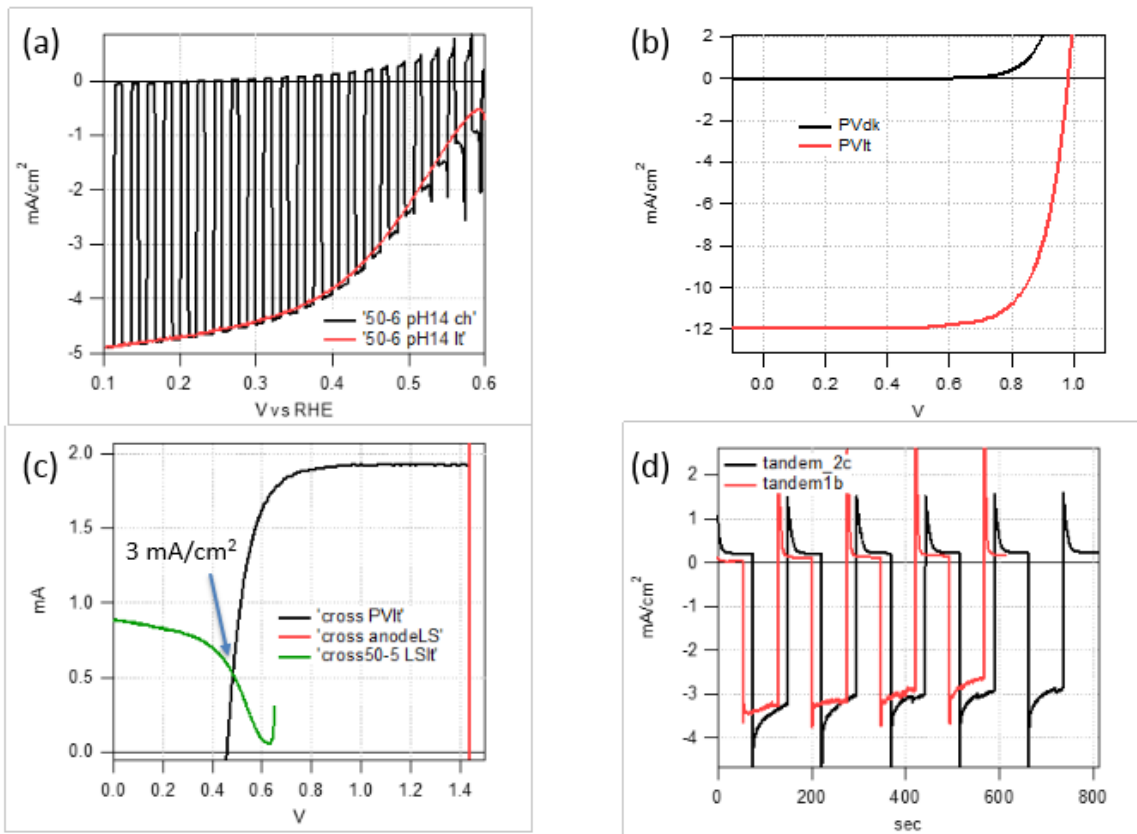 (a)
0
-1
-2
-3
-4
-5
mA/cm2
0.1 0.2 0.3 0.4 0.5 0.6
V vs RHE
'50-6 pH14 ch'
'50-6 pH14 lt'
(b)
2
0
-2
-4
-6
-8
-10
-12
mA/cm2
0.0 0.2 0.4 0.6 0.8 1.0
V
PVdk
PVlt
(c)
2.0
1.5
1.0
0.5
0.0
mA
0.0 0.2 0.4 0.6 0.8 1.0 1.2 1.4
V
3 mA/cm2
'cross PVlt'
'cross anodeLS'
'cross50-5 LSlt'
(d)
2
1
0
-1
-2
-3
-4
mA/cm2
0 200 400 600 800
sec
tandem_2c
tandem1b